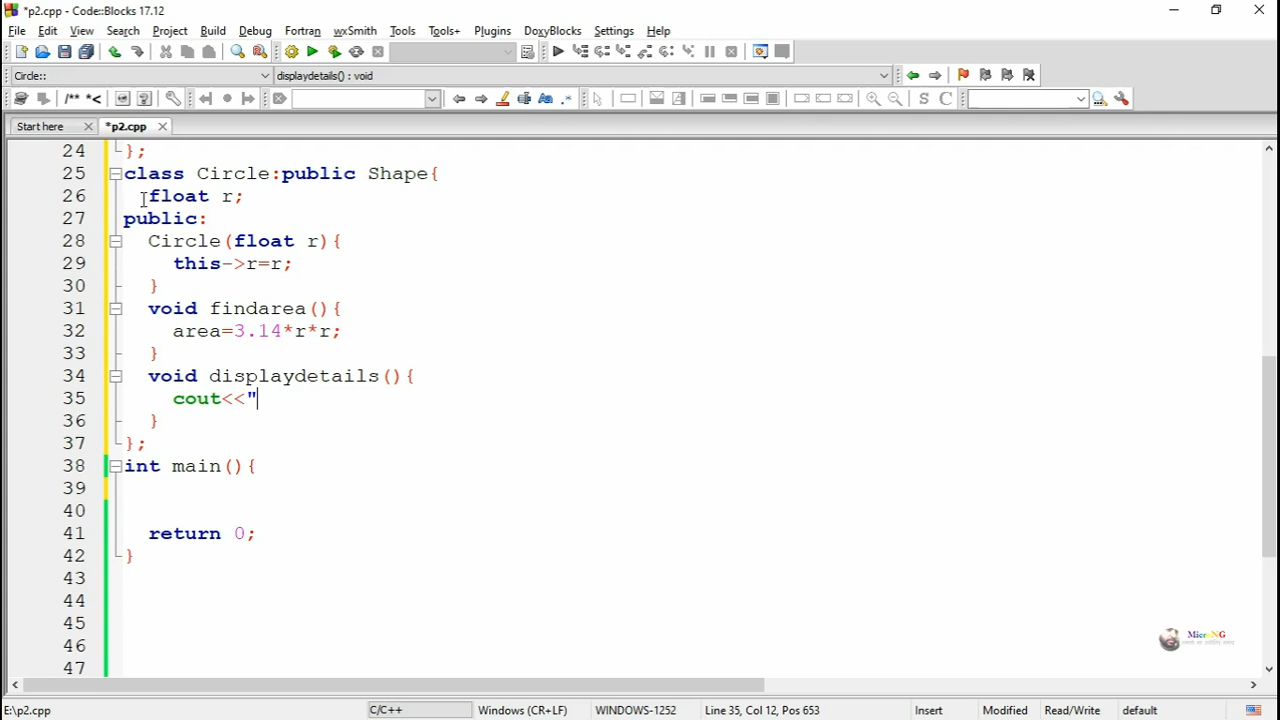 *p2.cpp - Code::Blocks 17.12
File Edit View Search Project Build Debug Fortran wxSmith Tools Tools+ Plugins DoxyBlocks Settings Help
Circle:: displaydetails() : void
/** *<
S C
Start here *p2.cpp
24 };
25 class Circle:public Shape{
26 float r;
27 public:
28 Circle(float r){
29 this->r=r;
30 }
31 void findarea(){
32 area=3.14*r*r;
33 }
34 void displaydetails(){
35 cout<<"
36 }
37 };
38 int main(){
39
40
41 return 0;
42 }
43
44
45
46
47
MicroNG
E:\p2.cpp C/C++ Windows (CR+LF) WINDOWS-1252 Line 35, Col 12, Pos 653 Insert Modified Read/Write default